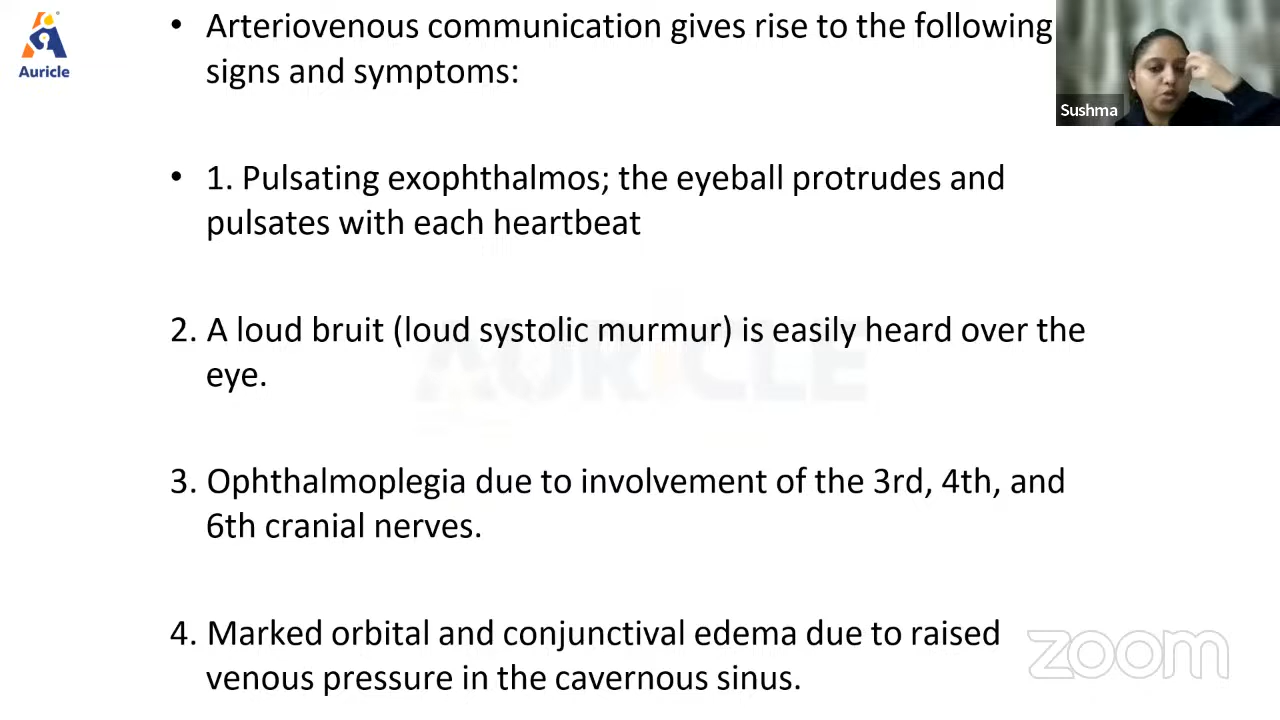 • Arteriovenous communication gives rise to the following
signs and symptoms:
Auricle
Sushma
• 1. Pulsating exophthalmos; the eyeball protrudes and
pulsates with each heartbeat
2. A loud bruit (loud systolic murmur) is easily heard over the
eye.
AURICLE
3. Ophthalmoplegia due to involvement of the 3rd, 4th, and
6th cranial nerves.
4. Marked orbital and conjunctival edema due to raised
venous pressure in the cavernous sinus.
zoom